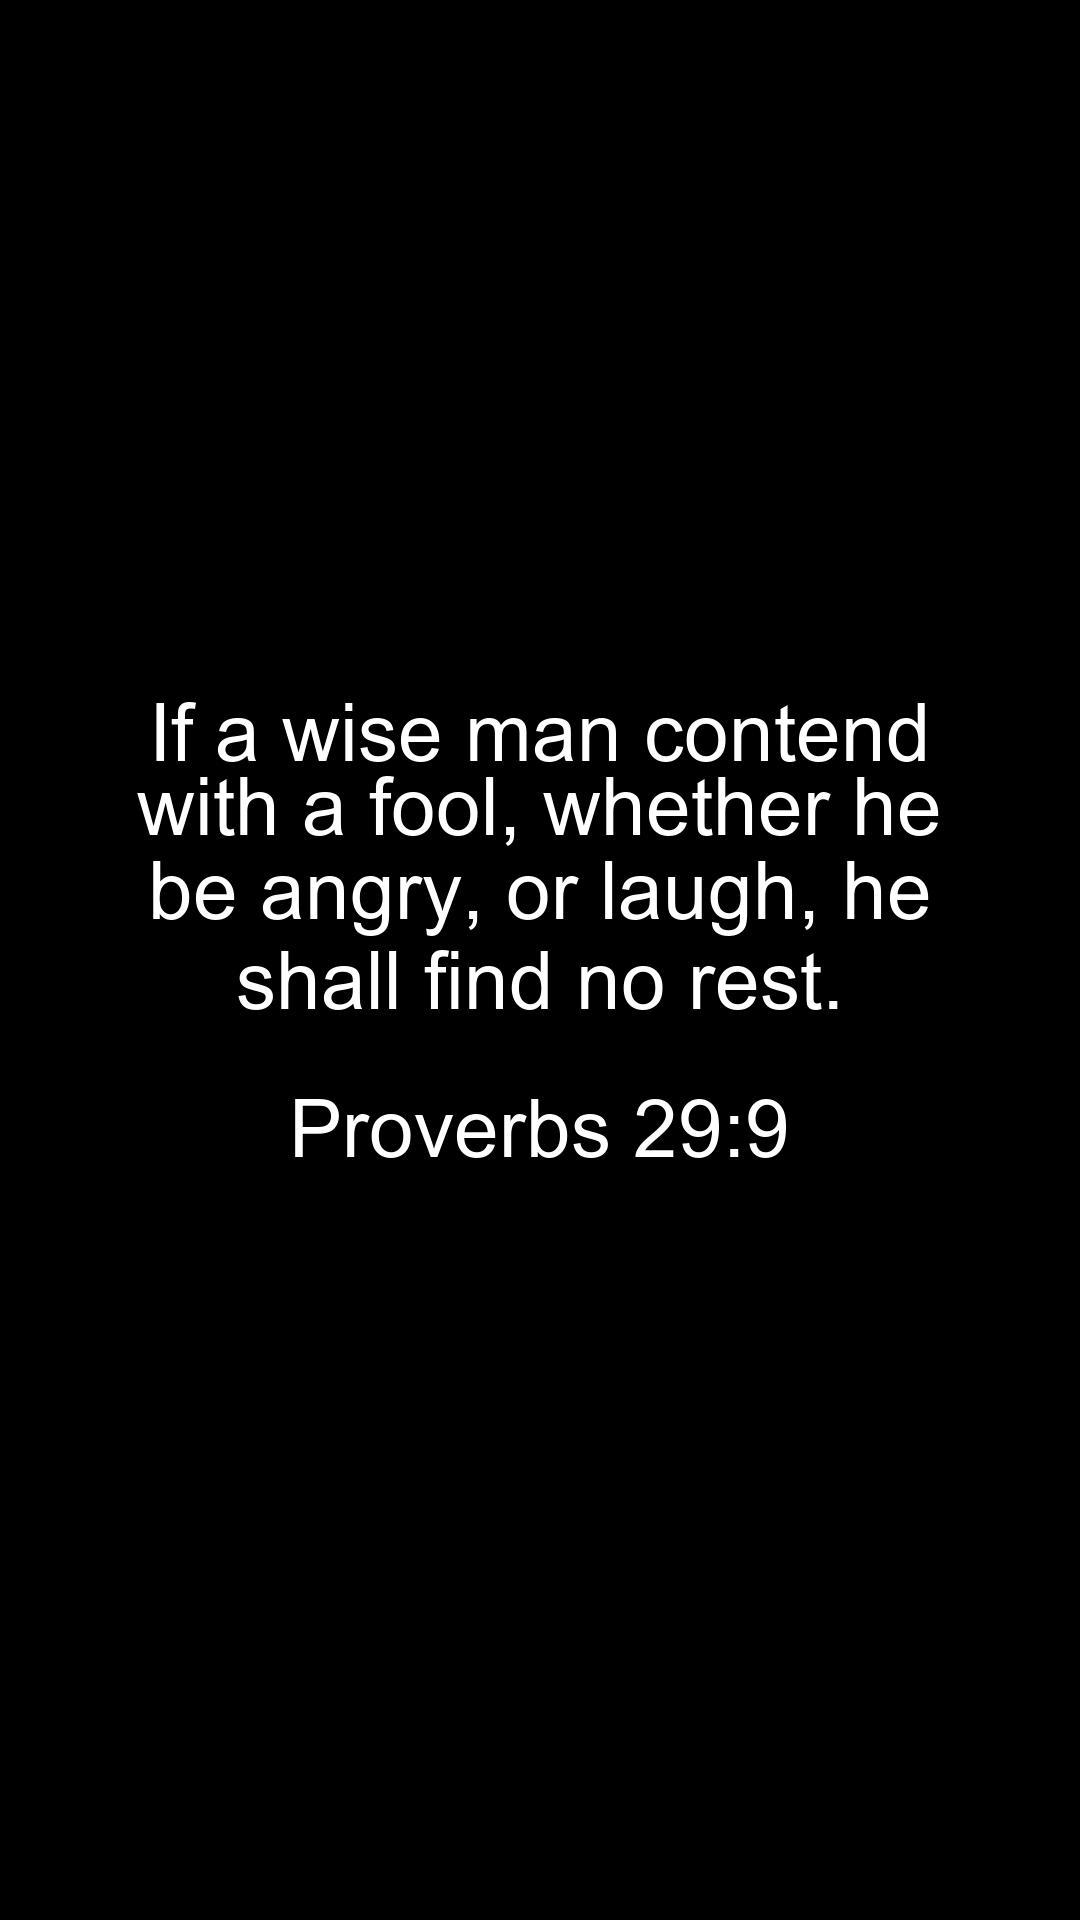 If a wise man contend
with a fool, whether he
be angry, or laugh, he
shall find no rest.
Proverbs 29:9